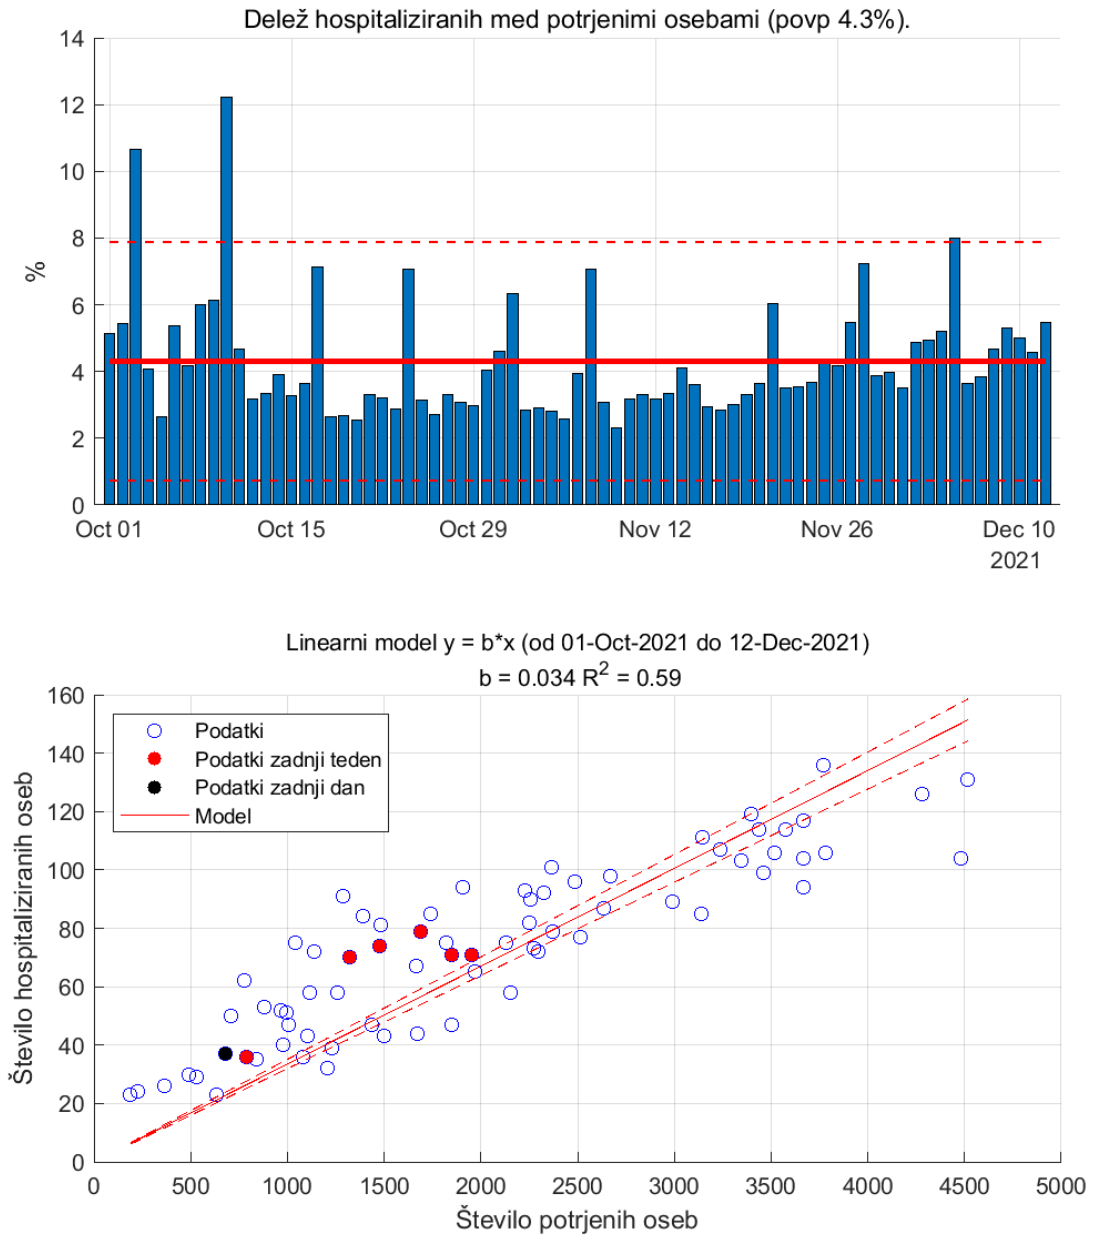 Delež hospitaliziranih med potrjenimi osebami (povp 4.3%).
14
12
10
8
6
4
2
0
%
Oct 01 Oct 15 Oct 29 Nov 12 Nov 26 Dec 10
2021
Linearni model y = b*x (od 01-Oct-2021 do 12-Dec-2021)
b = 0.034 R² = 0.59
160
140
120
100
80
60
40
20
0
Število hospitaliziranih oseb
Podatki
Podatki zadnji teden
Podatki zadnji dan
Model
0 500 1000 1500 2000 2500 3000 3500 4000 4500 5000
Število potrjenih oseb